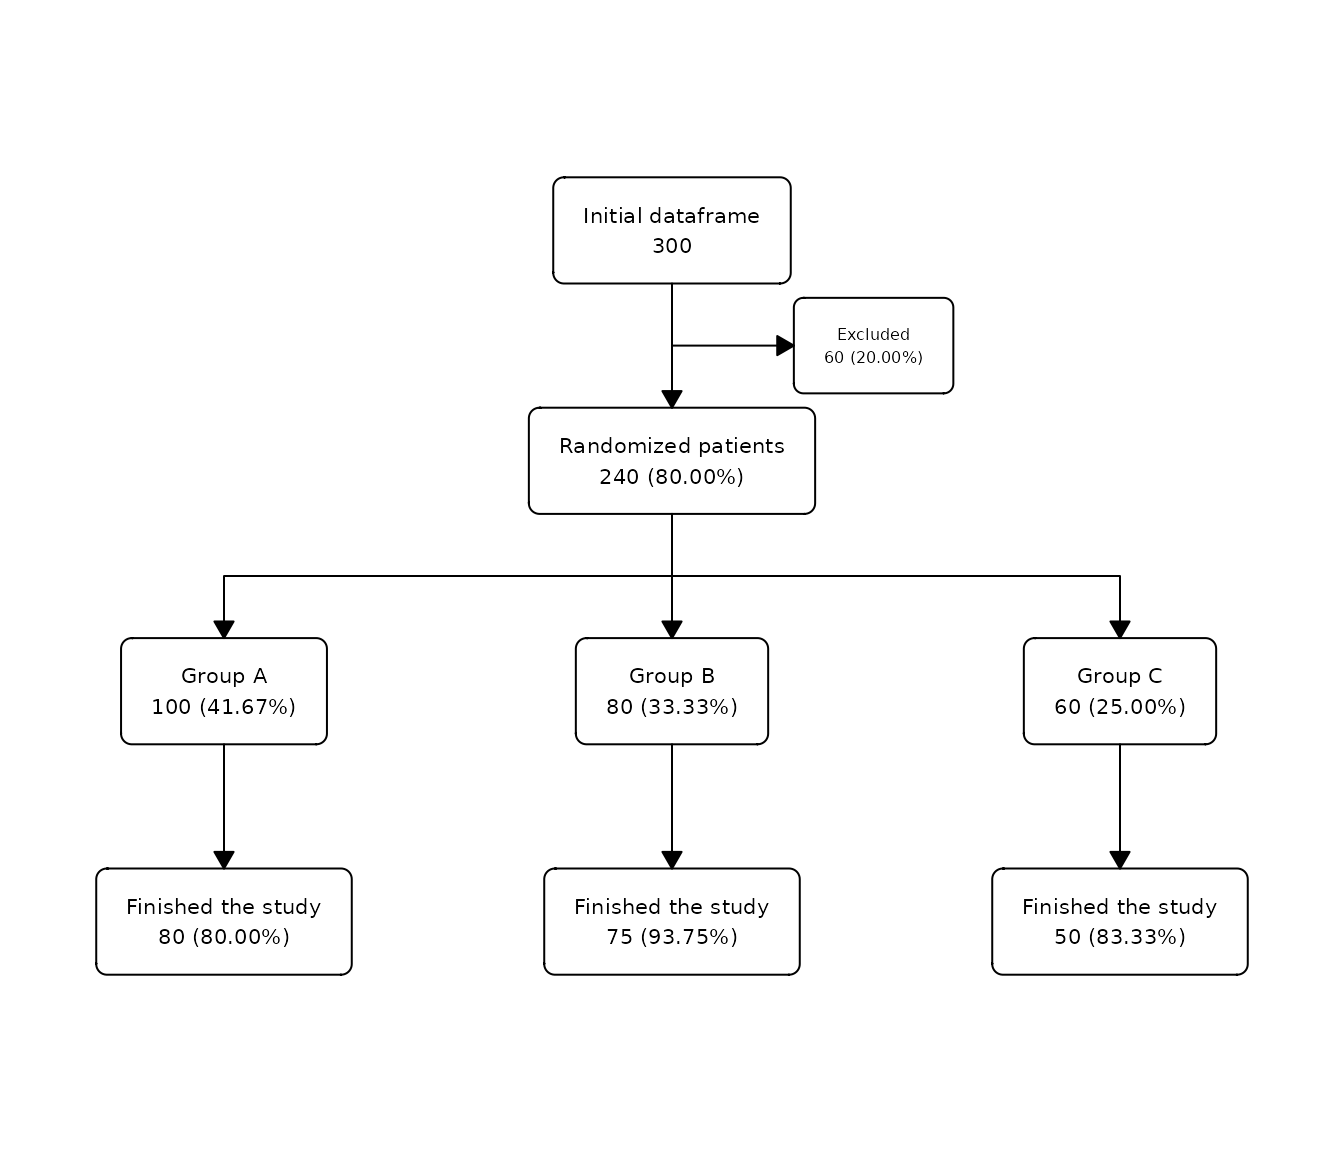 Initial dataframe
300
Excluded
60 (20.00%)
Randomized patients
240 (80.00%)
Group A
100 (41.67%)
Group B
80 (33.33%)
Group C
60 (25.00%)
Finished the study
80 (80.00%)
Finished the study
75 (93.75%)
Finished the study
50 (83.33%)